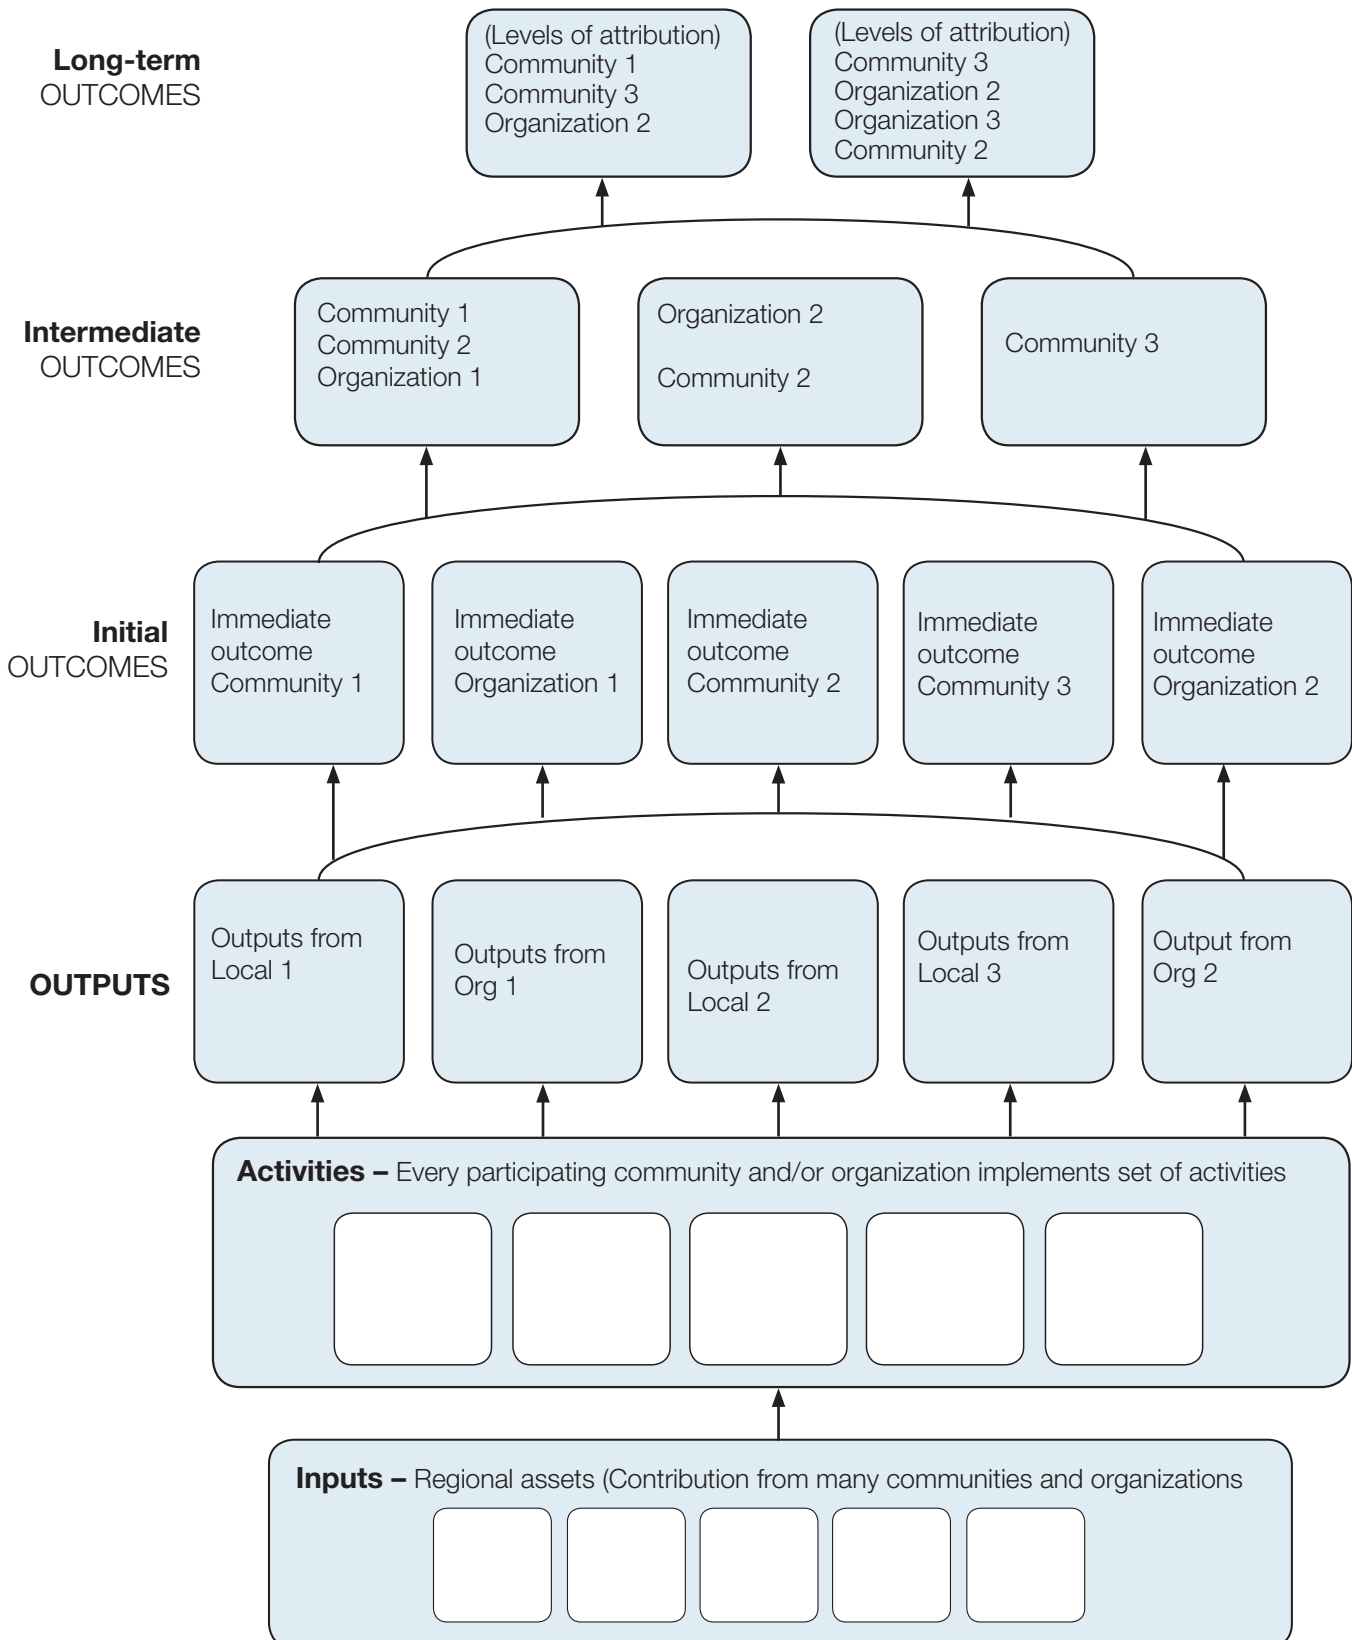 Long-term
OUTCOMES
(Levels of attribution)
Community 1
Community 3
Organization 2
(Levels of attribution)
Community 3
Organization 2
Organization 3
Community 2
Intermediate
OUTCOMES
Community 1
Community 2
Organization 1
Organization 2
Community 2
Community 3
Initial
OUTCOMES
Immediate
outcome
Community 1
Immediate
outcome
Organization 1
Immediate
outcome
Community 2
Immediate
outcome
Community 3
Immediate
outcome
Organization 2
OUTPUTS
Outputs from
Local 1
Outputs from
Org 1
Outputs from
Local 2
Outputs from
Local 3
Output from
Org 2
Activities – Every participating community and/or organization implements set of activities
Inputs – Regional assets (Contribution from many communities and organizations